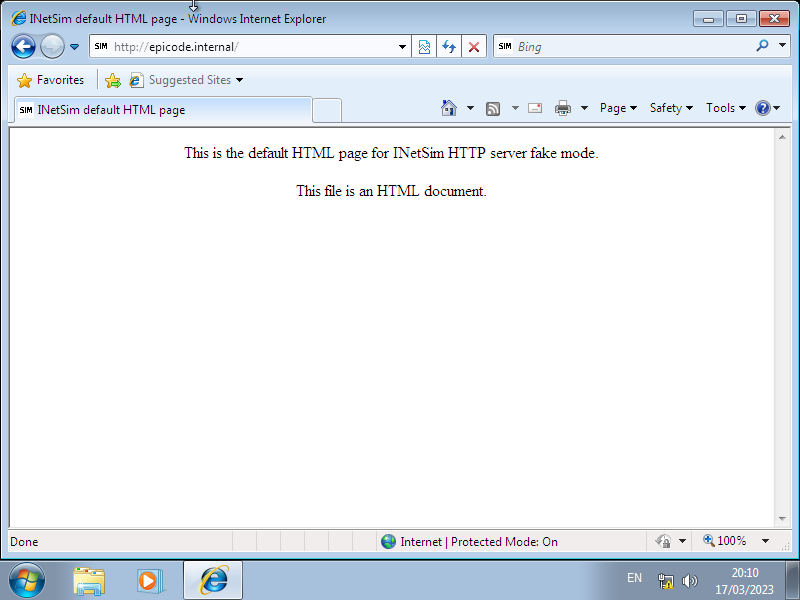 INetSim default HTML page - Windows Internet Explorer
SIM http://epicode.internal/
SIM Bing
Favorites
Suggested Sites
SIM INetSim default HTML page
Page
Safety
Tools
This is the default HTML page for INetSim HTTP server fake mode.
This file is an HTML document.
Done
Internet | Protected Mode: On
100%
EN
20:10
17/03/2023